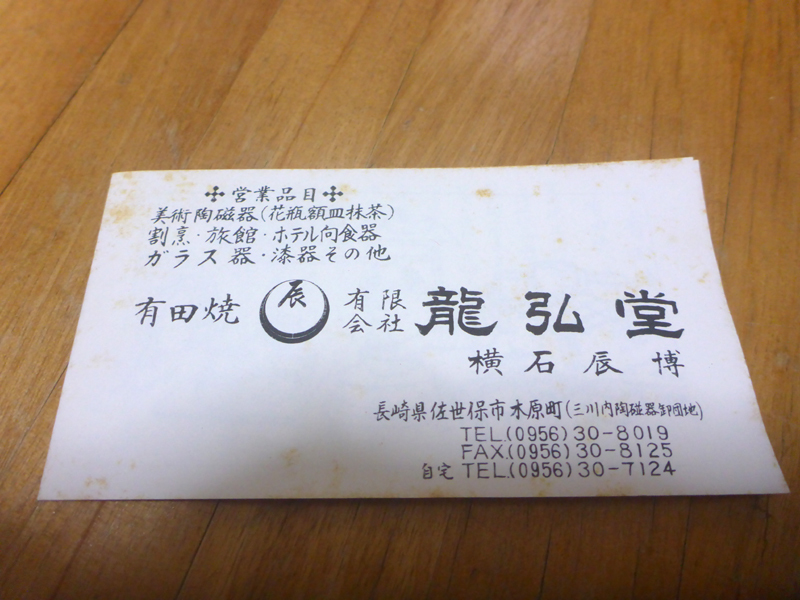 営業品目
美術陶磁器(花瓶額皿抹茶)
割烹・旅館・ホテル向食器
ガラス器・漆器その他
有田焼 辰 有限会社 龍弘堂
横石辰博
長崎県佐世保市木原町(三川内陶磁器卸団地)
TEL.(0956)30-8019
FAX.(0956)30-8125
自宅 TEL.(0956)30-7124